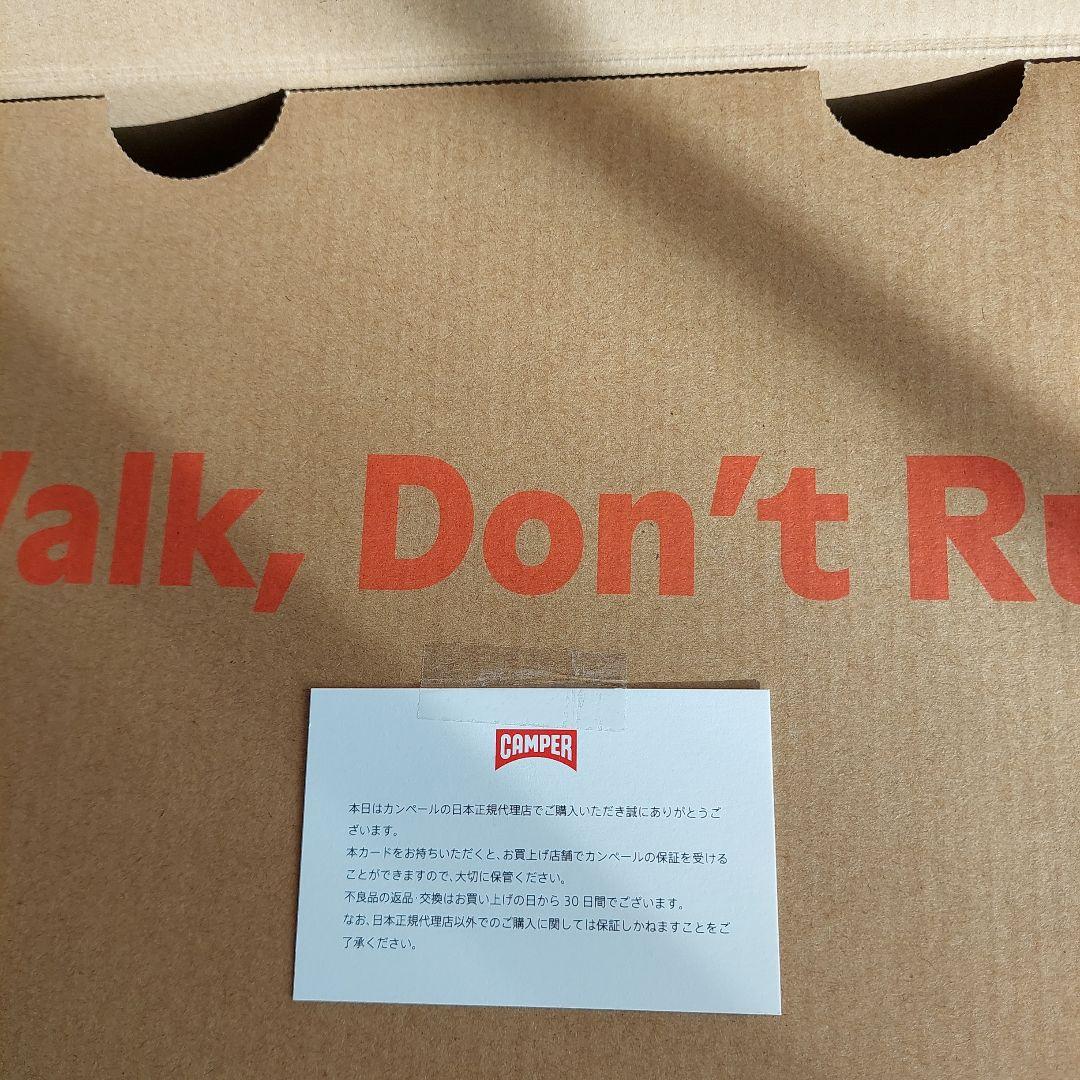 Walk, Don't Ru
CAMPER
本日はカンペールの日本正規代理店でご購入いただき誠にありがとうご
ざいます。
本カードをお持ちいただくと、お買上げ店舗でカンペールの保証を受ける
ことができますので、大切に保管ください。
不良品の返品・交換はお買い上げの日から 30 日間でございます。
なお、日本正規代理店以外でのご購入に関しては保証しかねますことをご
了承ください。